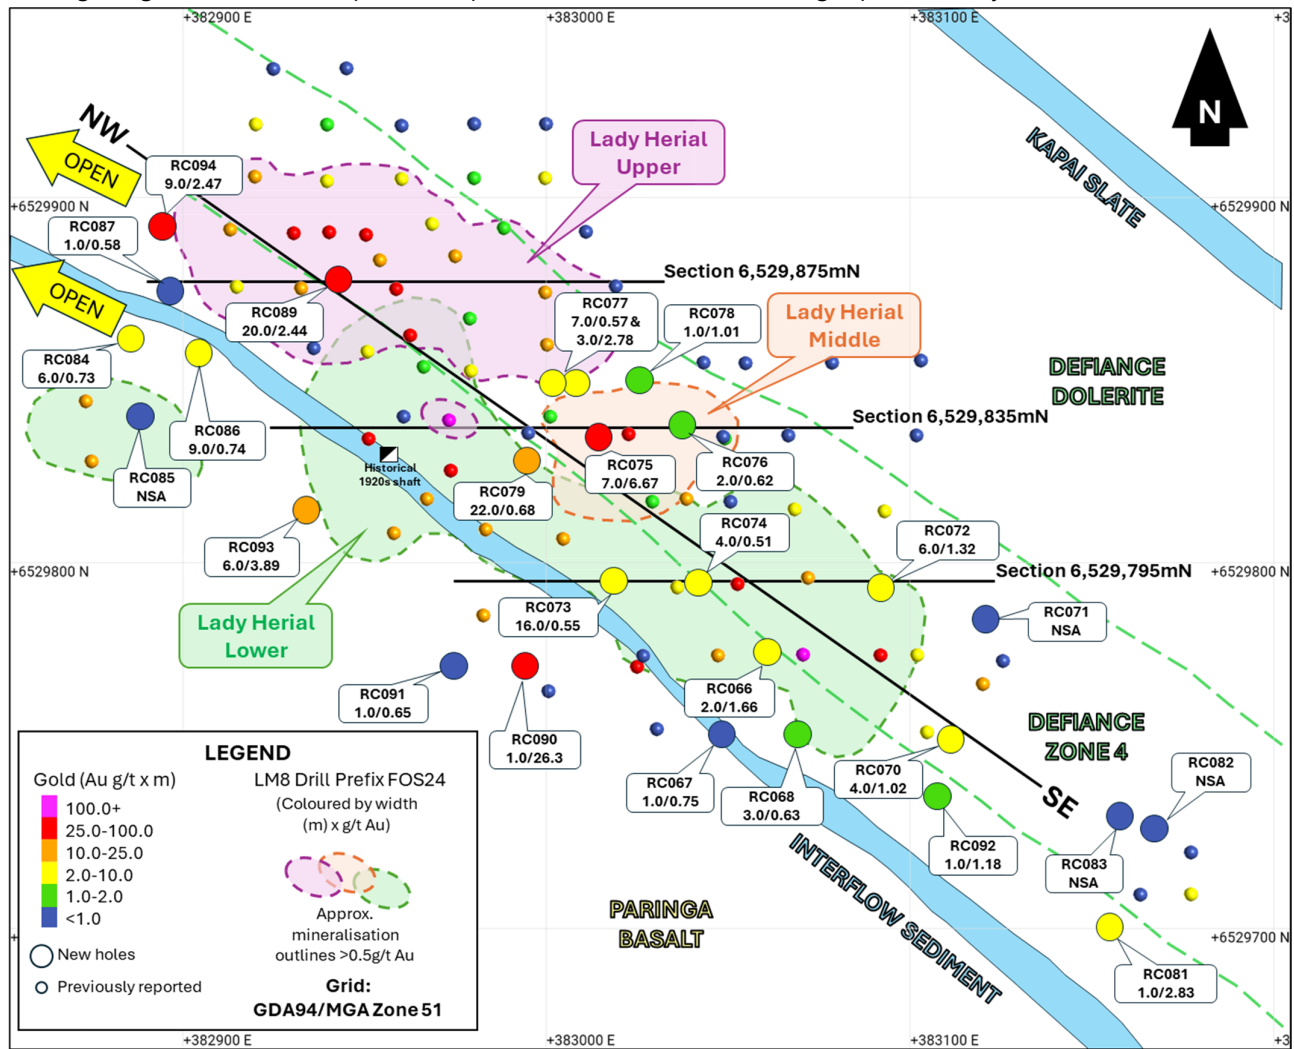 +382900 E
+383000 E
+383100 E
+3
N
KAPAI SLATE
NW
OPEN
RC094
9.0/2.47
Lady Herial
Upper
+6529900 N
+6529900 N
RC087
1.0/0.58
OPEN
Section 6,529,875mN
RC089
20.0/2.44
RC077
7.0/0.57&
3.0/2.78
RC078
1.0/1.01
Lady Herial
Middle
RC084
6.0/0.73
DEFIANCE
DOLERITE
Section 6,529,835mN
RC086
9.0/0.74
RC085
NSA
Historical
1920s shaft
RC075
7.0/6.67
RC076
2.0/0.62
RC079
22.0/0.68
RC093
6.0/3.89
RC074
4.0/0.51
RC072
6.0/1.32
+6529800 N
Section 6,529,795mN
+6529800 N
RC073
16.0/0.55
RC071
NSA
Lady Herial
Lower
RC091
1.0/0.65
RC066
2.0/1.66
RC090
1.0/26.3
DEFIANCE
ZONE 4
RC067
1.0/0.75
RC068
3.0/0.63
RC070
4.0/1.02
SE
RC082
NSA
RC092
1.0/1.18
RC083
NSA
INTERFLOW SEDIMENT
PARINGA
BASALT
+6529700 N
RC081
1.0/2.83
LEGEND
Gold (Au g/t x m)
100.0+
25.0-100.0
10.0-25.0
2.0-10.0
1.0-2.0
<1.0
New holes
Previously reported
LM8 Drill Prefix FOS24
(Coloured by width
(m) x g/t Au)
Approx.
mineralisation
outlines >0.5g/t Au
Grid:
GDA94/MGA Zone 51
+
+382900 E
+383000 E
+383100 E
+3